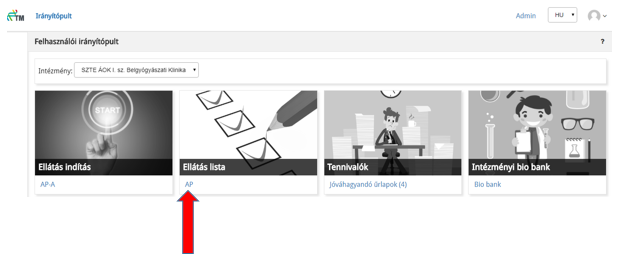 TM Irányítópult Admin HU
Felhasználói irányítópult ?
Intézmény: SZTE ÁOK I. sz. Belgyógyászati Klinika
START
Ellátás indítás Ellátás lista Tennivalók Intézményi bio bank
AP-A AP Jóváhagyandó űrlapok (4) Bio bank